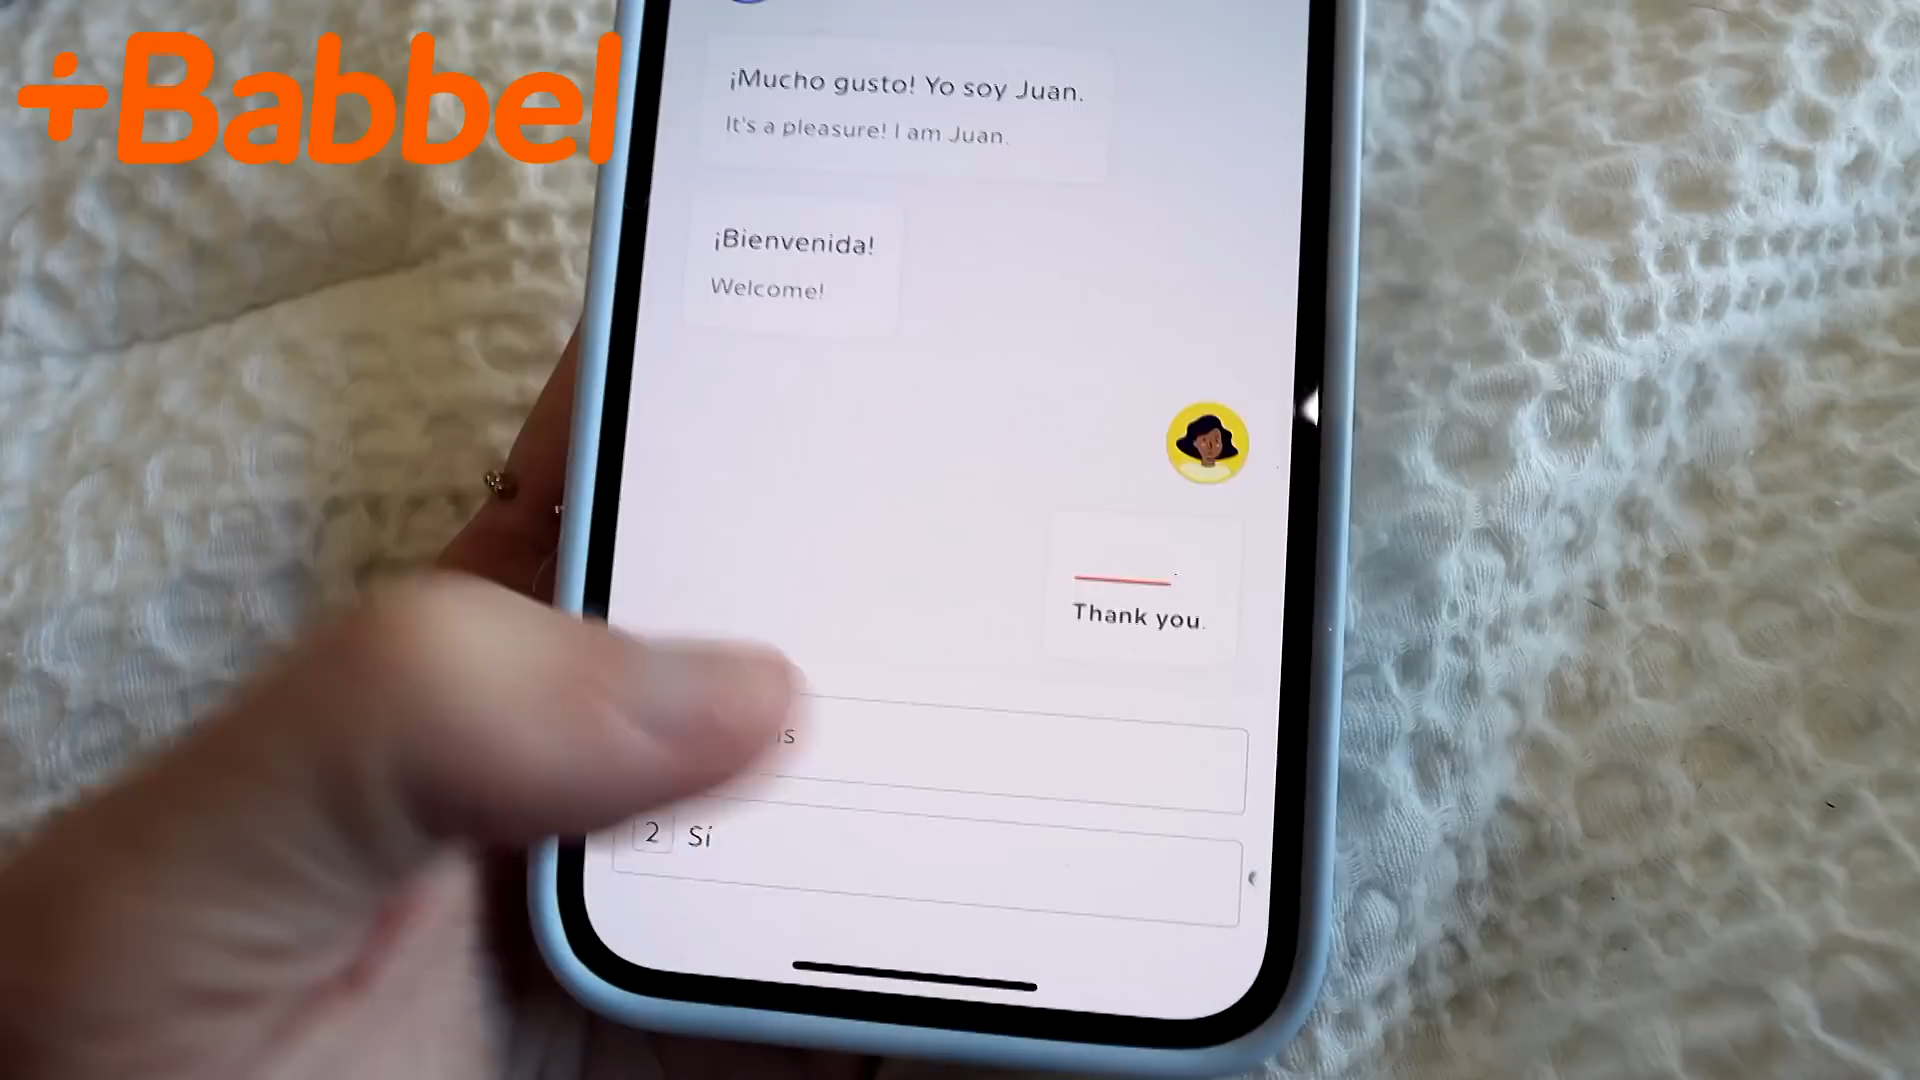 Babbel
¡Mucho gusto! Yo soy Juan.
It's a pleasure! I am Juan.
¡Bienvenida!
Welcome!
Thank you.
2 Sí